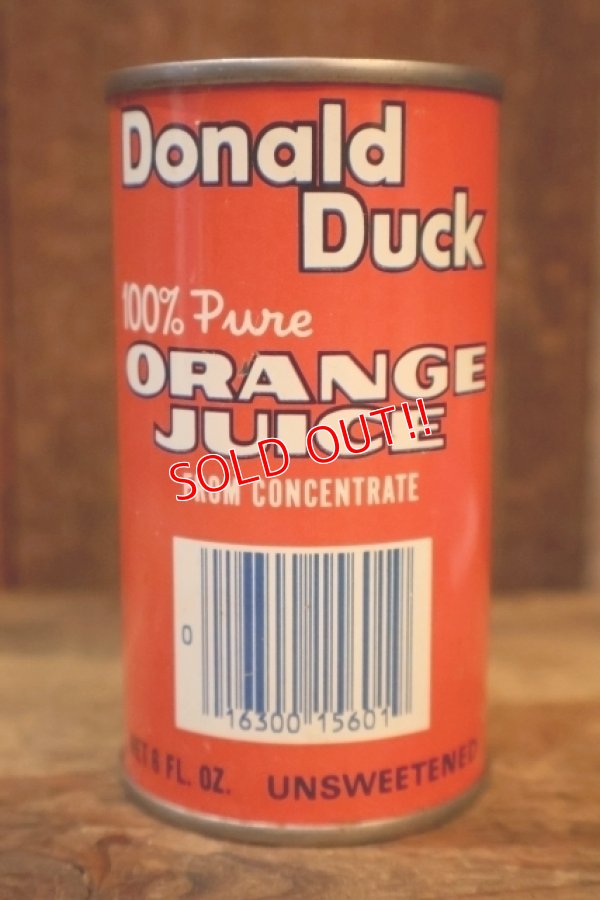 Donald
Duck
100% Pure
ORANGE
JUICE
SOLD OUT!!
FROM CONCENTRATE
0
16300 15601
NET 6 FL. OZ. UNSWEETENED